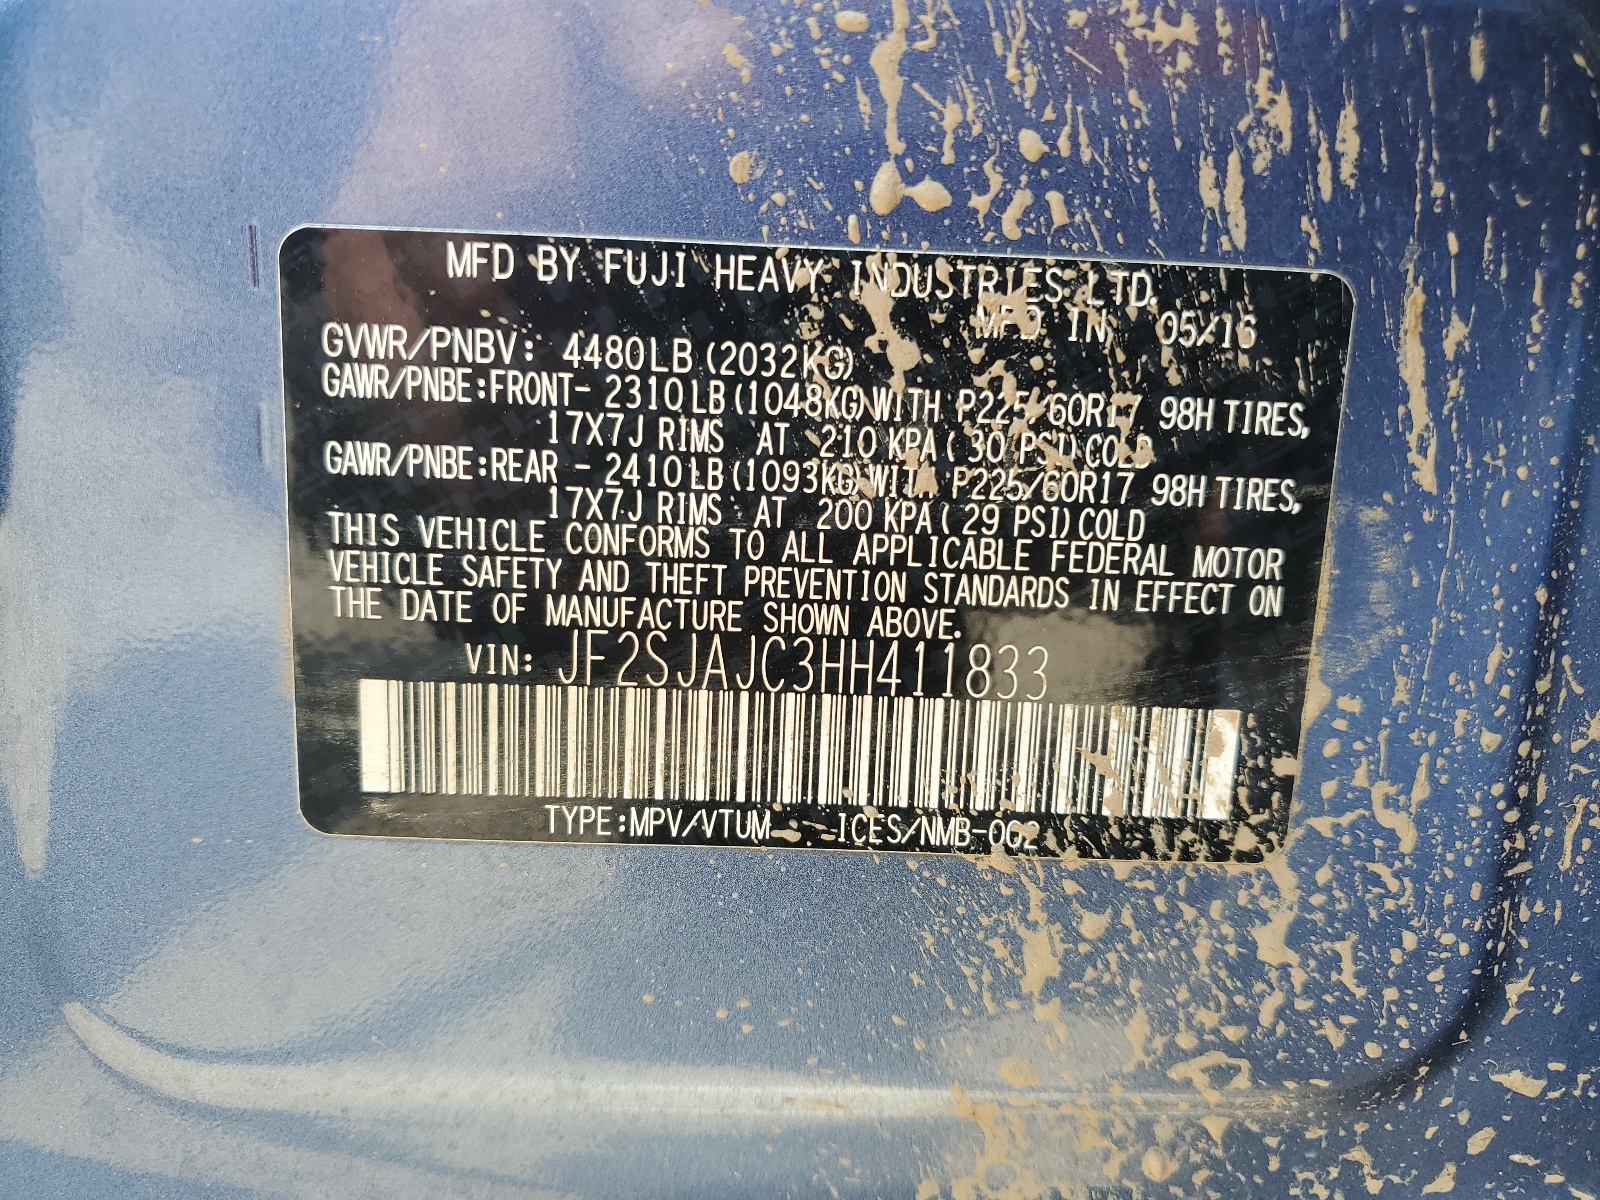 MFD BY FUJI HEAVY INDUSTRIES LTD.
MFD IN 05/16
GVWR/PNBV: 4480LB (2032KG)
GAWR/PNBE:FRONT- 2310LB (1048KG) WITH P225/60R17 98H TIRES,
17X7J RIMS AT 210 KPA ( 30 PSI) COLD
GAWR/PNBE:REAR - 2410LB (1093KG) WITH P225/60R17 98H TIRES,
17X7J RIMS AT 200 KPA ( 29 PSI) COLD
THIS VEHICLE CONFORMS TO ALL APPLICABLE FEDERAL MOTOR
VEHICLE SAFETY AND THEFT PREVENTION STANDARDS IN EFFECT ON
THE DATE OF MANUFACTURE SHOWN ABOVE.
VIN: JF2SJAJC3HH411833
TYPE:MPV/VTUM ICES/NMB-002